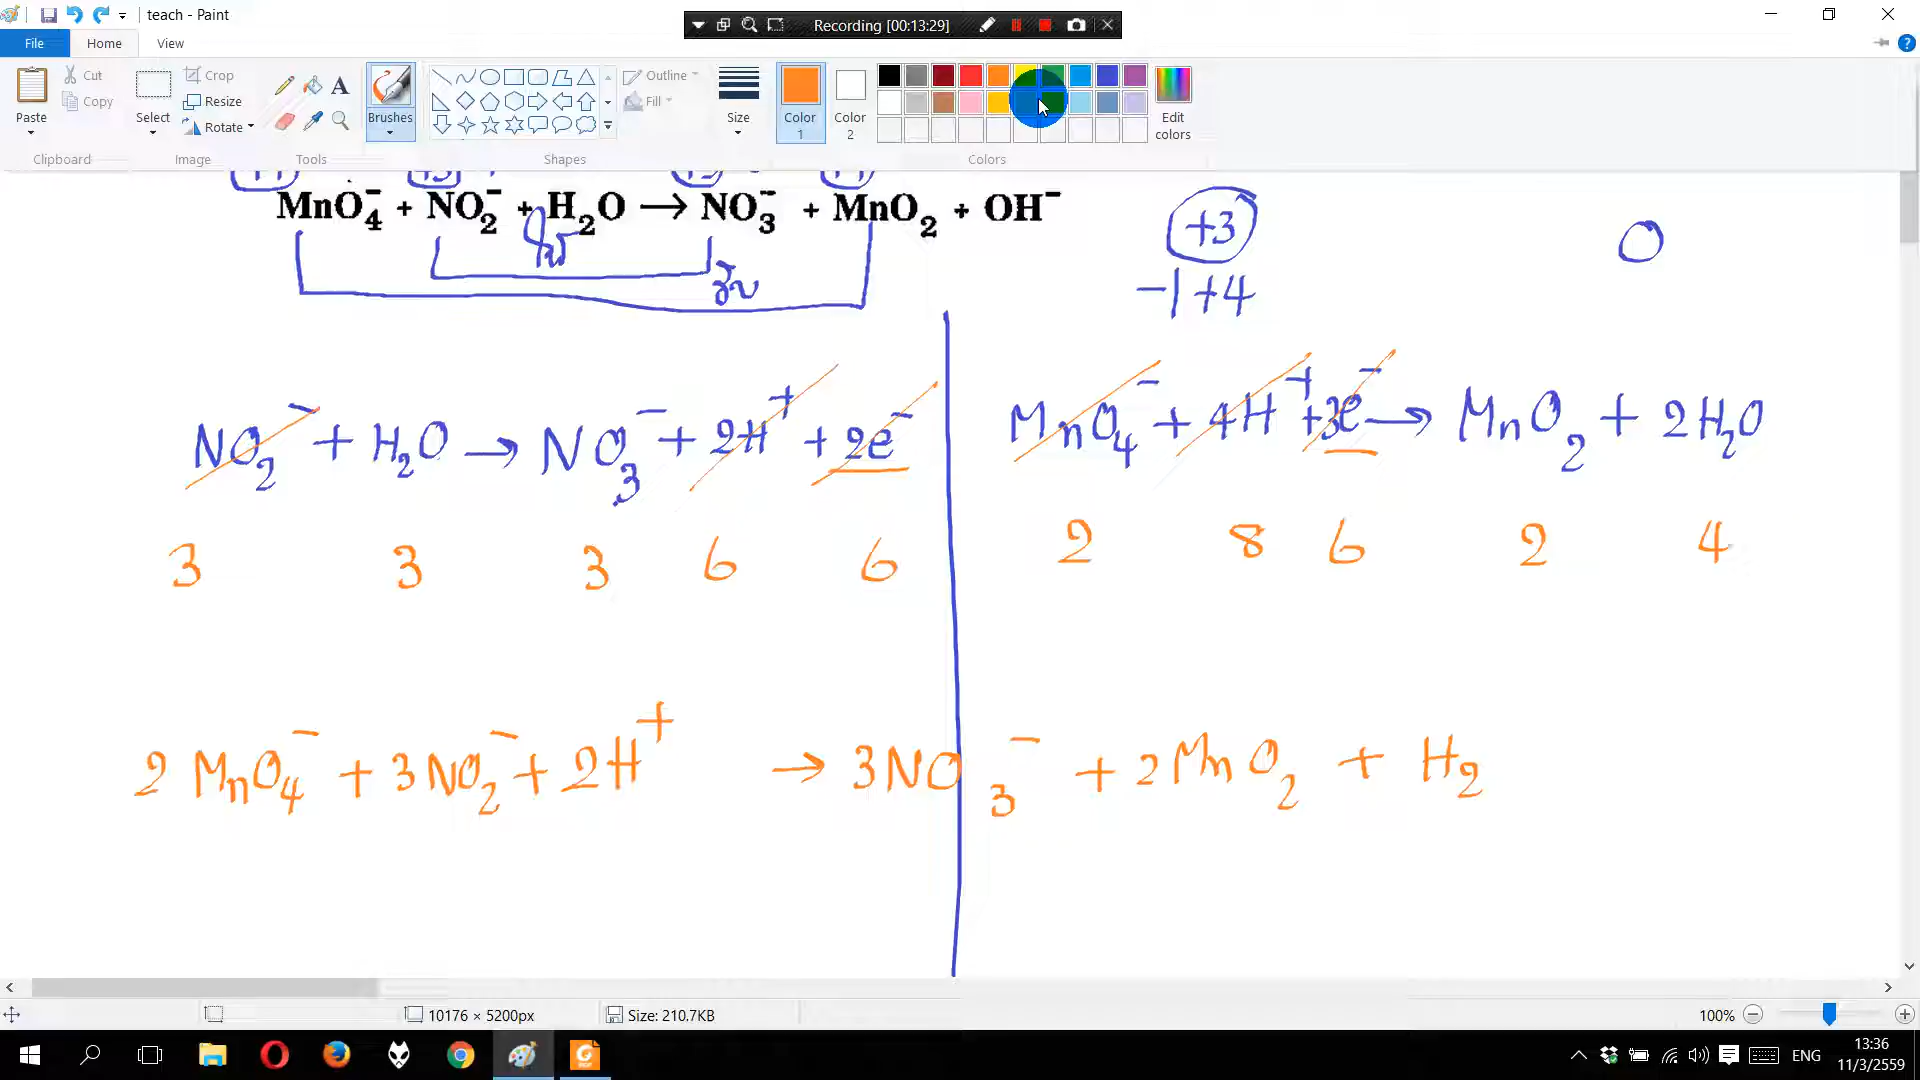 teach - Paint
Recording [00:13:29]
File Home View
Paste Cut Copy Clipboard
Select Crop Resize Rotate Image
A Tools
Brushes
Shapes
Outline Fill
Size
Color 1 Color 2
Edit colors
Colors
MnO₄⁻ + NO₂⁻ + H₂O → NO₃⁻ + MnO₂ + OH⁻
+3 0
-1+4
NO₂⁻ + H₂O → NO₃⁻ + 2H⁺ + 2e⁻
MnO₄⁻ + 4H⁺ + 3e⁻ → MnO₂ + 2H₂O
3 3 3 6 6
2 8 6 2 4
2MnO₄⁻ + 3NO₂⁻ + 2H⁺ → 3NO₃⁻ + 2MnO₂ + H₂
10176 × 5200px Size: 210.7KB 100%
ENG 13:36
11/3/2559